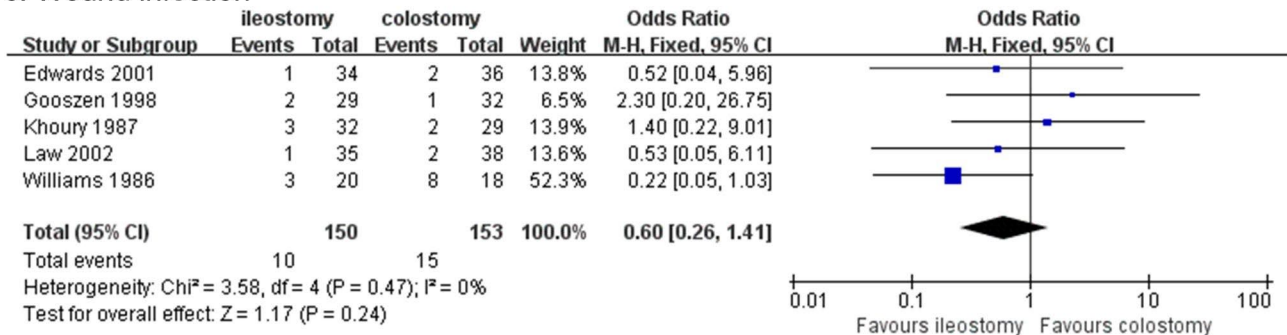 ileostomy colostomy Odds Ratio Odds Ratio
Study or Subgroup Events Total Events Total Weight M-H, Fixed, 95% CI M-H, Fixed, 95% CI
Edwards 2001 1 34 2 36 13.8% 0.52 [0.04, 5.96]
Gooszen 1998 2 29 1 32 6.5% 2.30 [0.20, 26.75]
Khoury 1987 3 32 2 29 13.9% 1.40 [0.22, 9.01]
Law 2002 1 35 2 38 13.6% 0.53 [0.05, 6.11]
Williams 1986 3 20 8 18 52.3% 0.22 [0.05, 1.03]
Total (95% CI) 150 153 100.0% 0.60 [0.26, 1.41]
Total events 10 15
Heterogeneity: Chi² = 3.58, df = 4 (P = 0.47); I² = 0%
Test for overall effect: Z = 1.17 (P = 0.24)
0.01 0.1 1 10 100
Favours ileostomy Favours colostomy